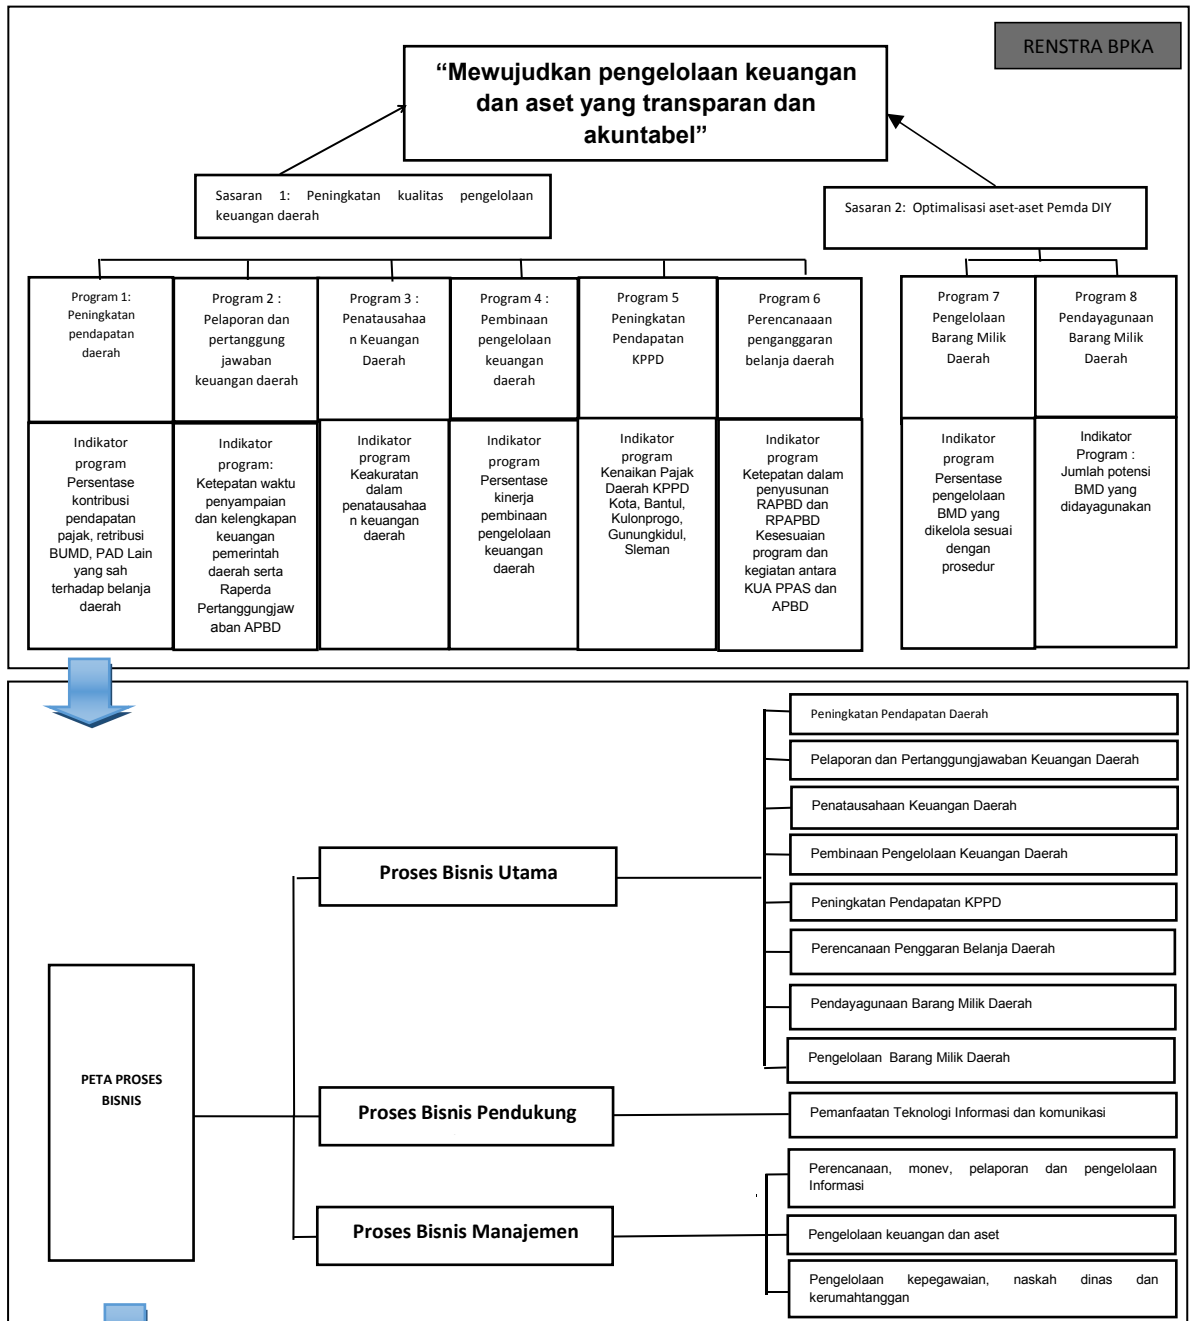 RENSTRA BPKA
“Mewujudkan pengelolaan keuangan
dan aset yang transparan dan
akuntabel”
Sasaran 1: Peningkatan kualitas pengelolaan
keuangan daerah
Sasaran 2: Optimalisasi aset-aset Pemda DIY
Program 1:
Peningkatan
pendapatan
daerah
Program 2 :
Pelaporan dan
pertanggung
jawaban
keuangan daerah
Program 3 :
Penatausahaa
n Keuangan
Daerah
Program 4 :
Pembinaan
pengelolaan
keuangan
daerah
Program 5
Peningkatan
Pendapatan
KPPD
Program 6
Perencanaaan
penganggaran
belanja daerah
Program 7
Pengelolaan
Barang Milik
Daerah
Program 8
Pendayagunaan
Barang Milik
Daerah
Indikator
program
Persentase
kontribusi
pendapatan
pajak, retribusi
BUMD, PAD Lain
yang sah
terhadap belanja
daerah
Indikator
program:
Ketepatan waktu
penyampaian
dan kelengkapan
keuangan
pemerintah
daerah serta
Raperda
Pertanggungjaw
aban APBD
Indikator
program
Keakuratan
dalam
penatausahaa
n keuangan
daerah
Indikator
program
Persentase
kinerja
pembinaan
pengelolaan
keuangan
daerah
Indikator
program
Kenaikan Pajak
Daerah KPPD
Kota, Bantul,
Kulonprogo,
Gunungkidul,
Sleman
Indikator
program
Ketepatan dalam
penyusunan
RAPBD dan
RPAPBD
Kesesuaian
program dan
kegiatan antara
KUA PPAS dan
APBD
Indikator
program
Persentase
pengelolaan
BMD yang
dikelola sesuai
dengan
prosedur
Indikator
Program :
Jumlah potensi
BMD yang
didayagunakan
PETA PROSES
BISNIS
Proses Bisnis Utama
Peningkatan Pendapatan Daerah
Pelaporan dan Pertanggungjawaban Keuangan Daerah
Penatausahaan Keuangan Daerah
Pembinaan Pengelolaan Keuangan Daerah
Peningkatan Pendapatan KPPD
Perencanaan Penggaran Belanja Daerah
Pendayagunaan Barang Milik Daerah
Pengelolaan Barang Milik Daerah
Proses Bisnis Pendukung
Pemanfaatan Teknologi Informasi dan komunikasi
Proses Bisnis Manajemen
Perencanaan, monev, pelaporan dan pengelolaan
Informasi
Pengelolaan keuangan dan aset
Pengelolaan kepegawaian, naskah dinas dan
kerumahtanggan